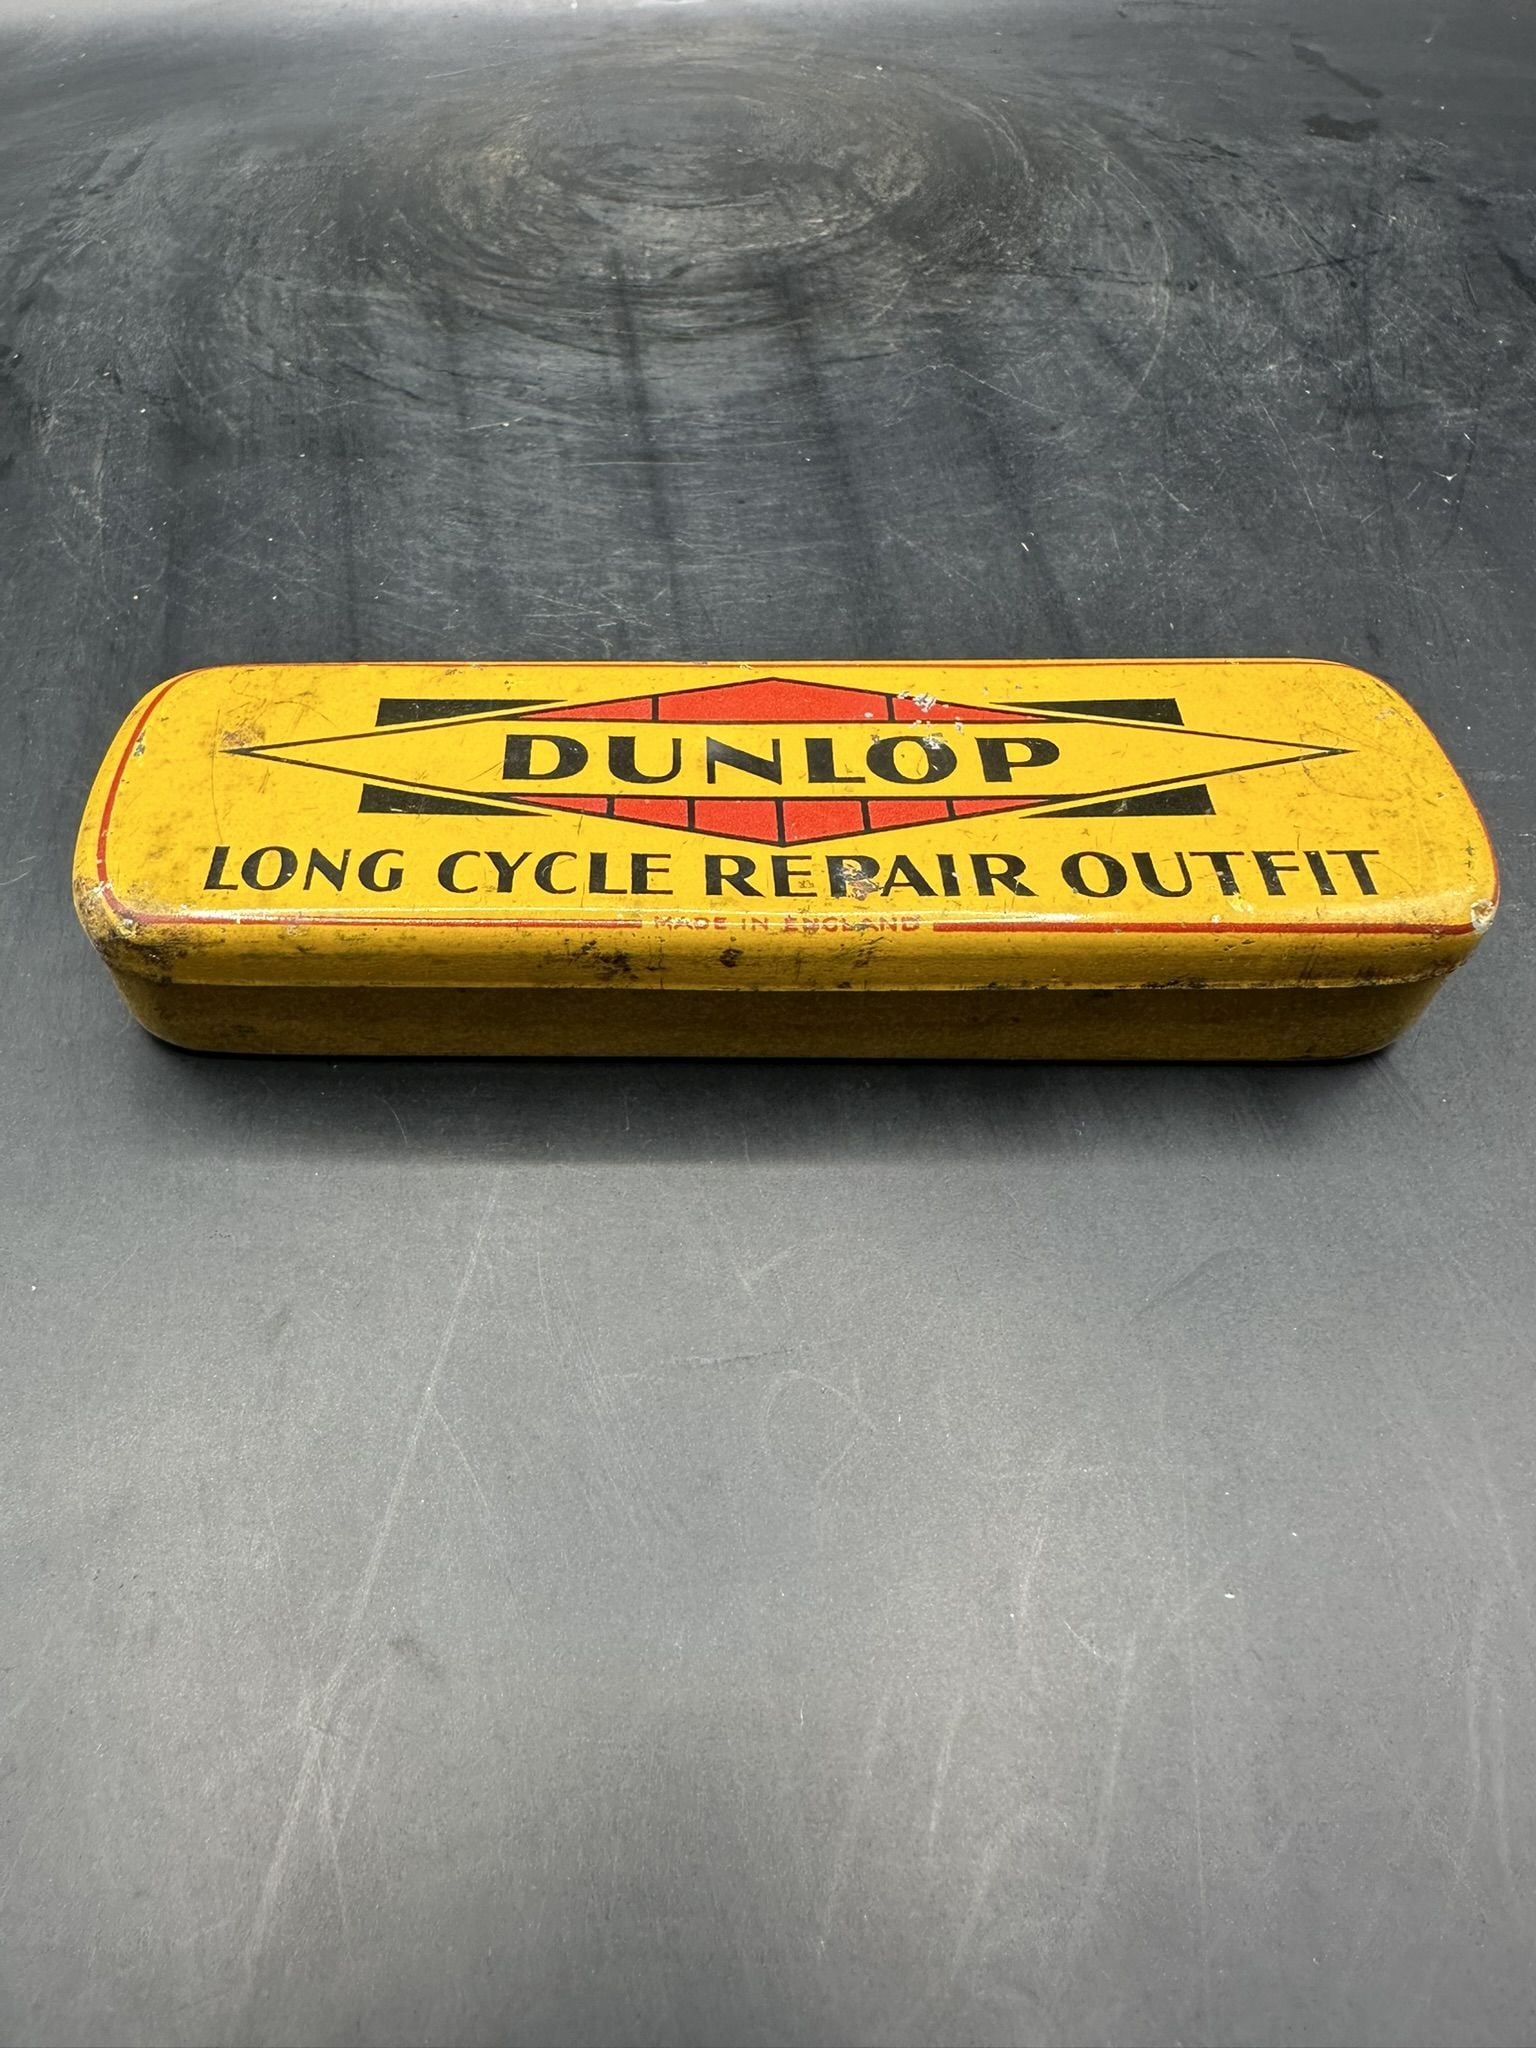 DUNLOP
LONG CYCLE REPAIR OUTFIT
MADE IN ENGLAND